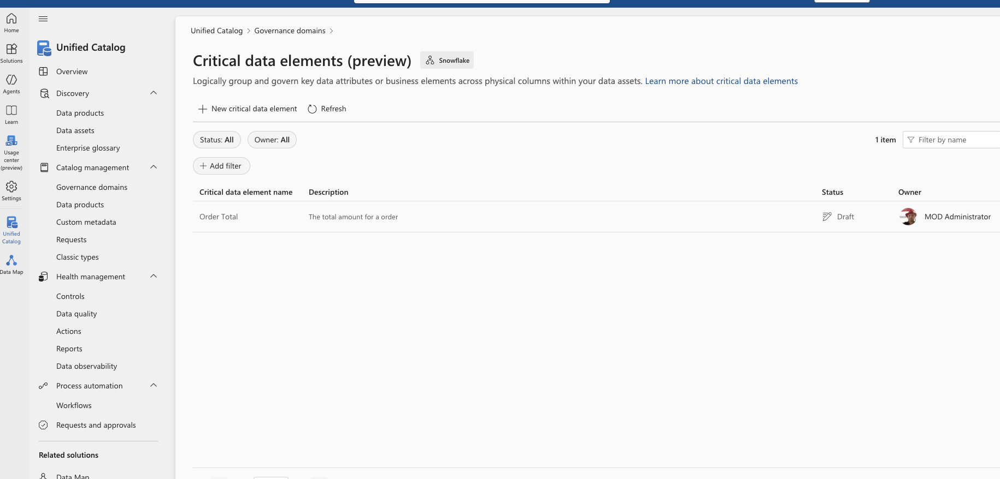 Home
Solutions
Agents
Learn
Usage
center
(preview)
Settings
Unified
Catalog
Data Map
Unified Catalog
Overview
Discovery
Data products
Data assets
Enterprise glossary
Catalog management
Governance domains
Data products
Custom metadata
Requests
Classic types
Health management
Controls
Data quality
Actions
Reports
Data observability
Process automation
Workflows
Requests and approvals
Related solutions
Data Map
Unified Catalog > Governance domains >
Critical data elements (preview) Snowflake
Logically group and govern key data attributes or business elements across physical columns within your data assets. Learn more about critical data elements
New critical data element Refresh
Status: All Owner: All 1 item Filter by name
Add filter
Critical data element name Description Status Owner
Order Total The total amount for a order Draft MOD Administrator